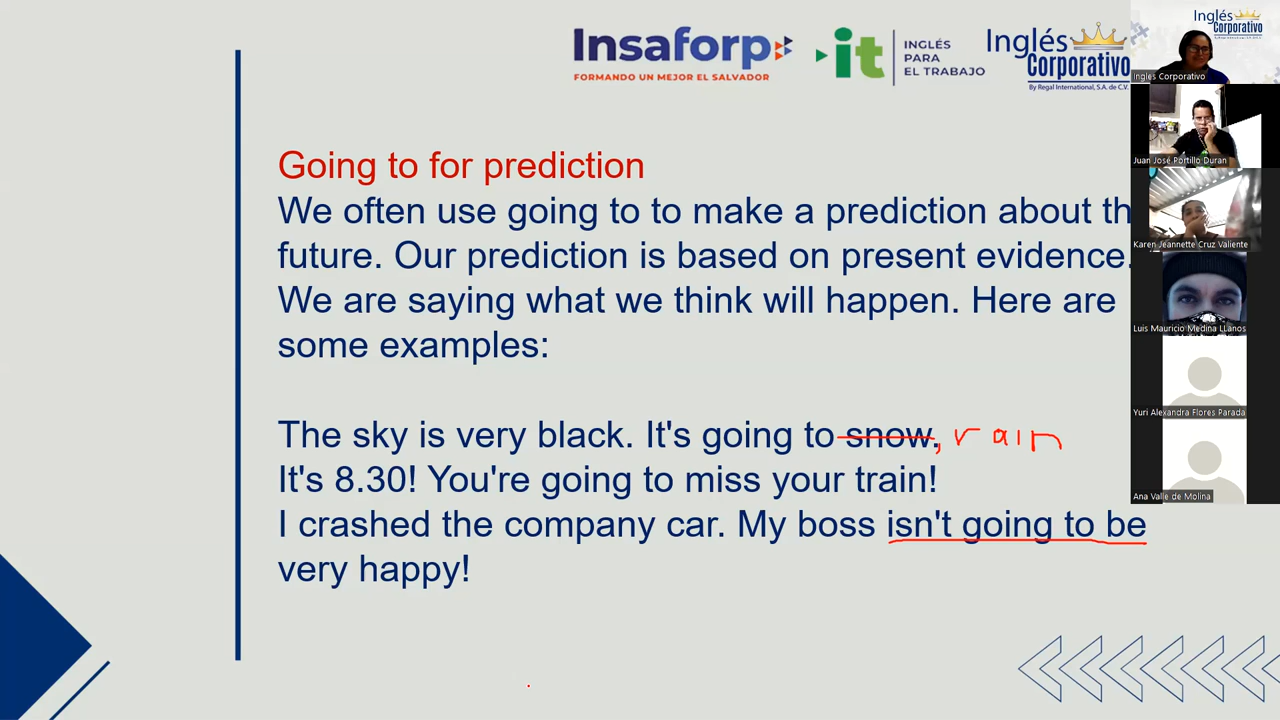 Insaforp
FORMANDO UN MEJOR EL SALVADOR
it
INGLÉS
PARA
EL TRABAJO
Inglés
Corporativo
By Regal International, S.A. de C.V.
Going to for prediction
We often use going to to make a prediction about th
future. Our prediction is based on present evidence.
We are saying what we think will happen. Here are
some examples:
The sky is very black. It's going to snow. rain
It's 8.30! You're going to miss your train!
I crashed the company car. My boss isn't going to be
very happy!
Inglés
Corporativo
Ingles Corporativo
Juan José Portillo Duran
Karen Jeannette Cruz Valiente
Luis Mauricio Medina LLanos
Yuri Alexandra Flores Parada
Ana Valle de Molina